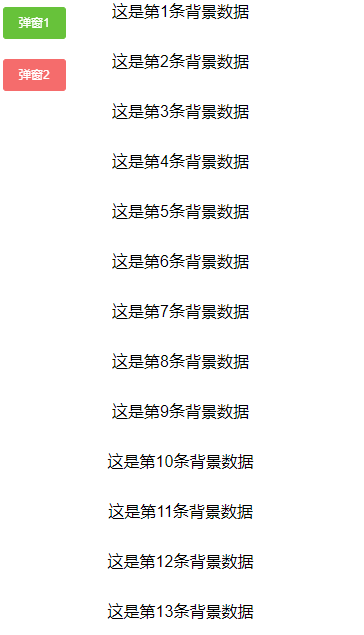 弹窗1
弹窗2
这是第1条背景数据
这是第2条背景数据
这是第3条背景数据
这是第4条背景数据
这是第5条背景数据
这是第6条背景数据
这是第7条背景数据
这是第8条背景数据
这是第9条背景数据
这是第10条背景数据
这是第11条背景数据
这是第12条背景数据
这是第13条背景数据